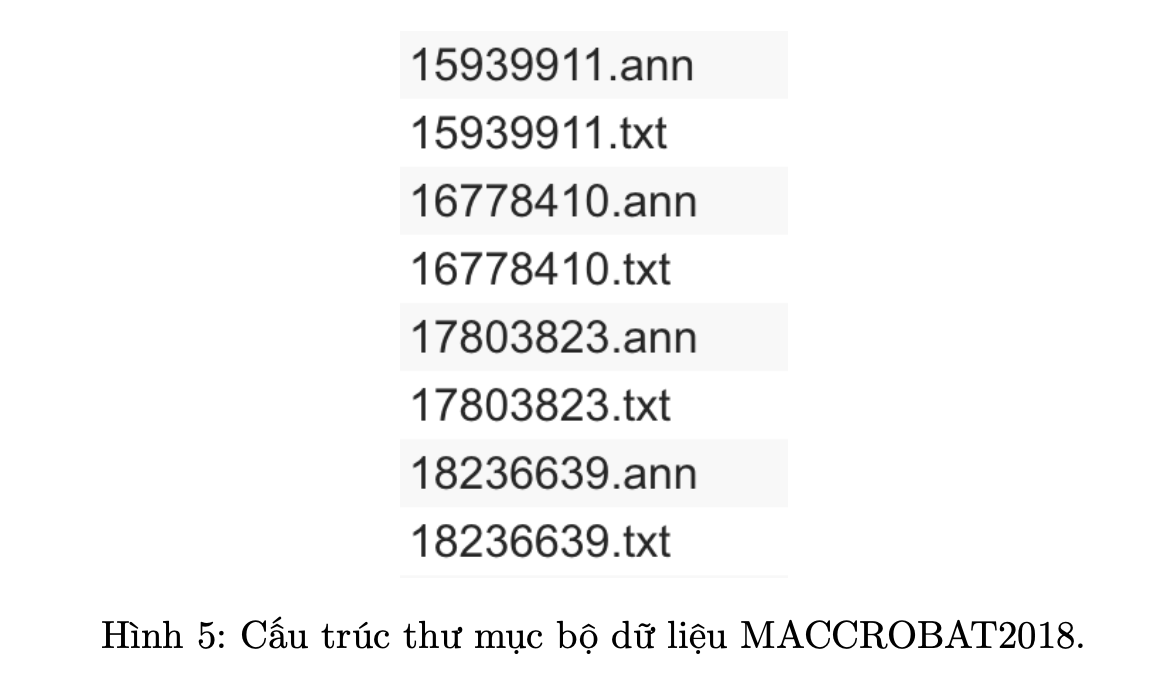 15939911.ann
15939911.txt
16778410.ann
16778410.txt
17803823.ann
17803823.txt
18236639.ann
18236639.txt
Hình 5: Cấu trúc thư mục bộ dữ liệu MACCROBAT2018.